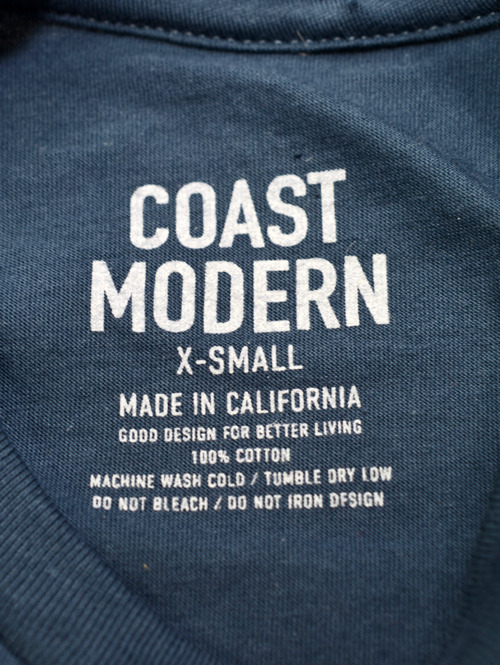 COAST
MODERN
X-SMALL
MADE IN CALIFORNIA
GOOD DESIGN FOR BETTER LIVING
100% COTTON
MACHINE WASH COLD / TUMBLE DRY LOW
DO NOT BLEACH / DO NOT IRON DESIGN